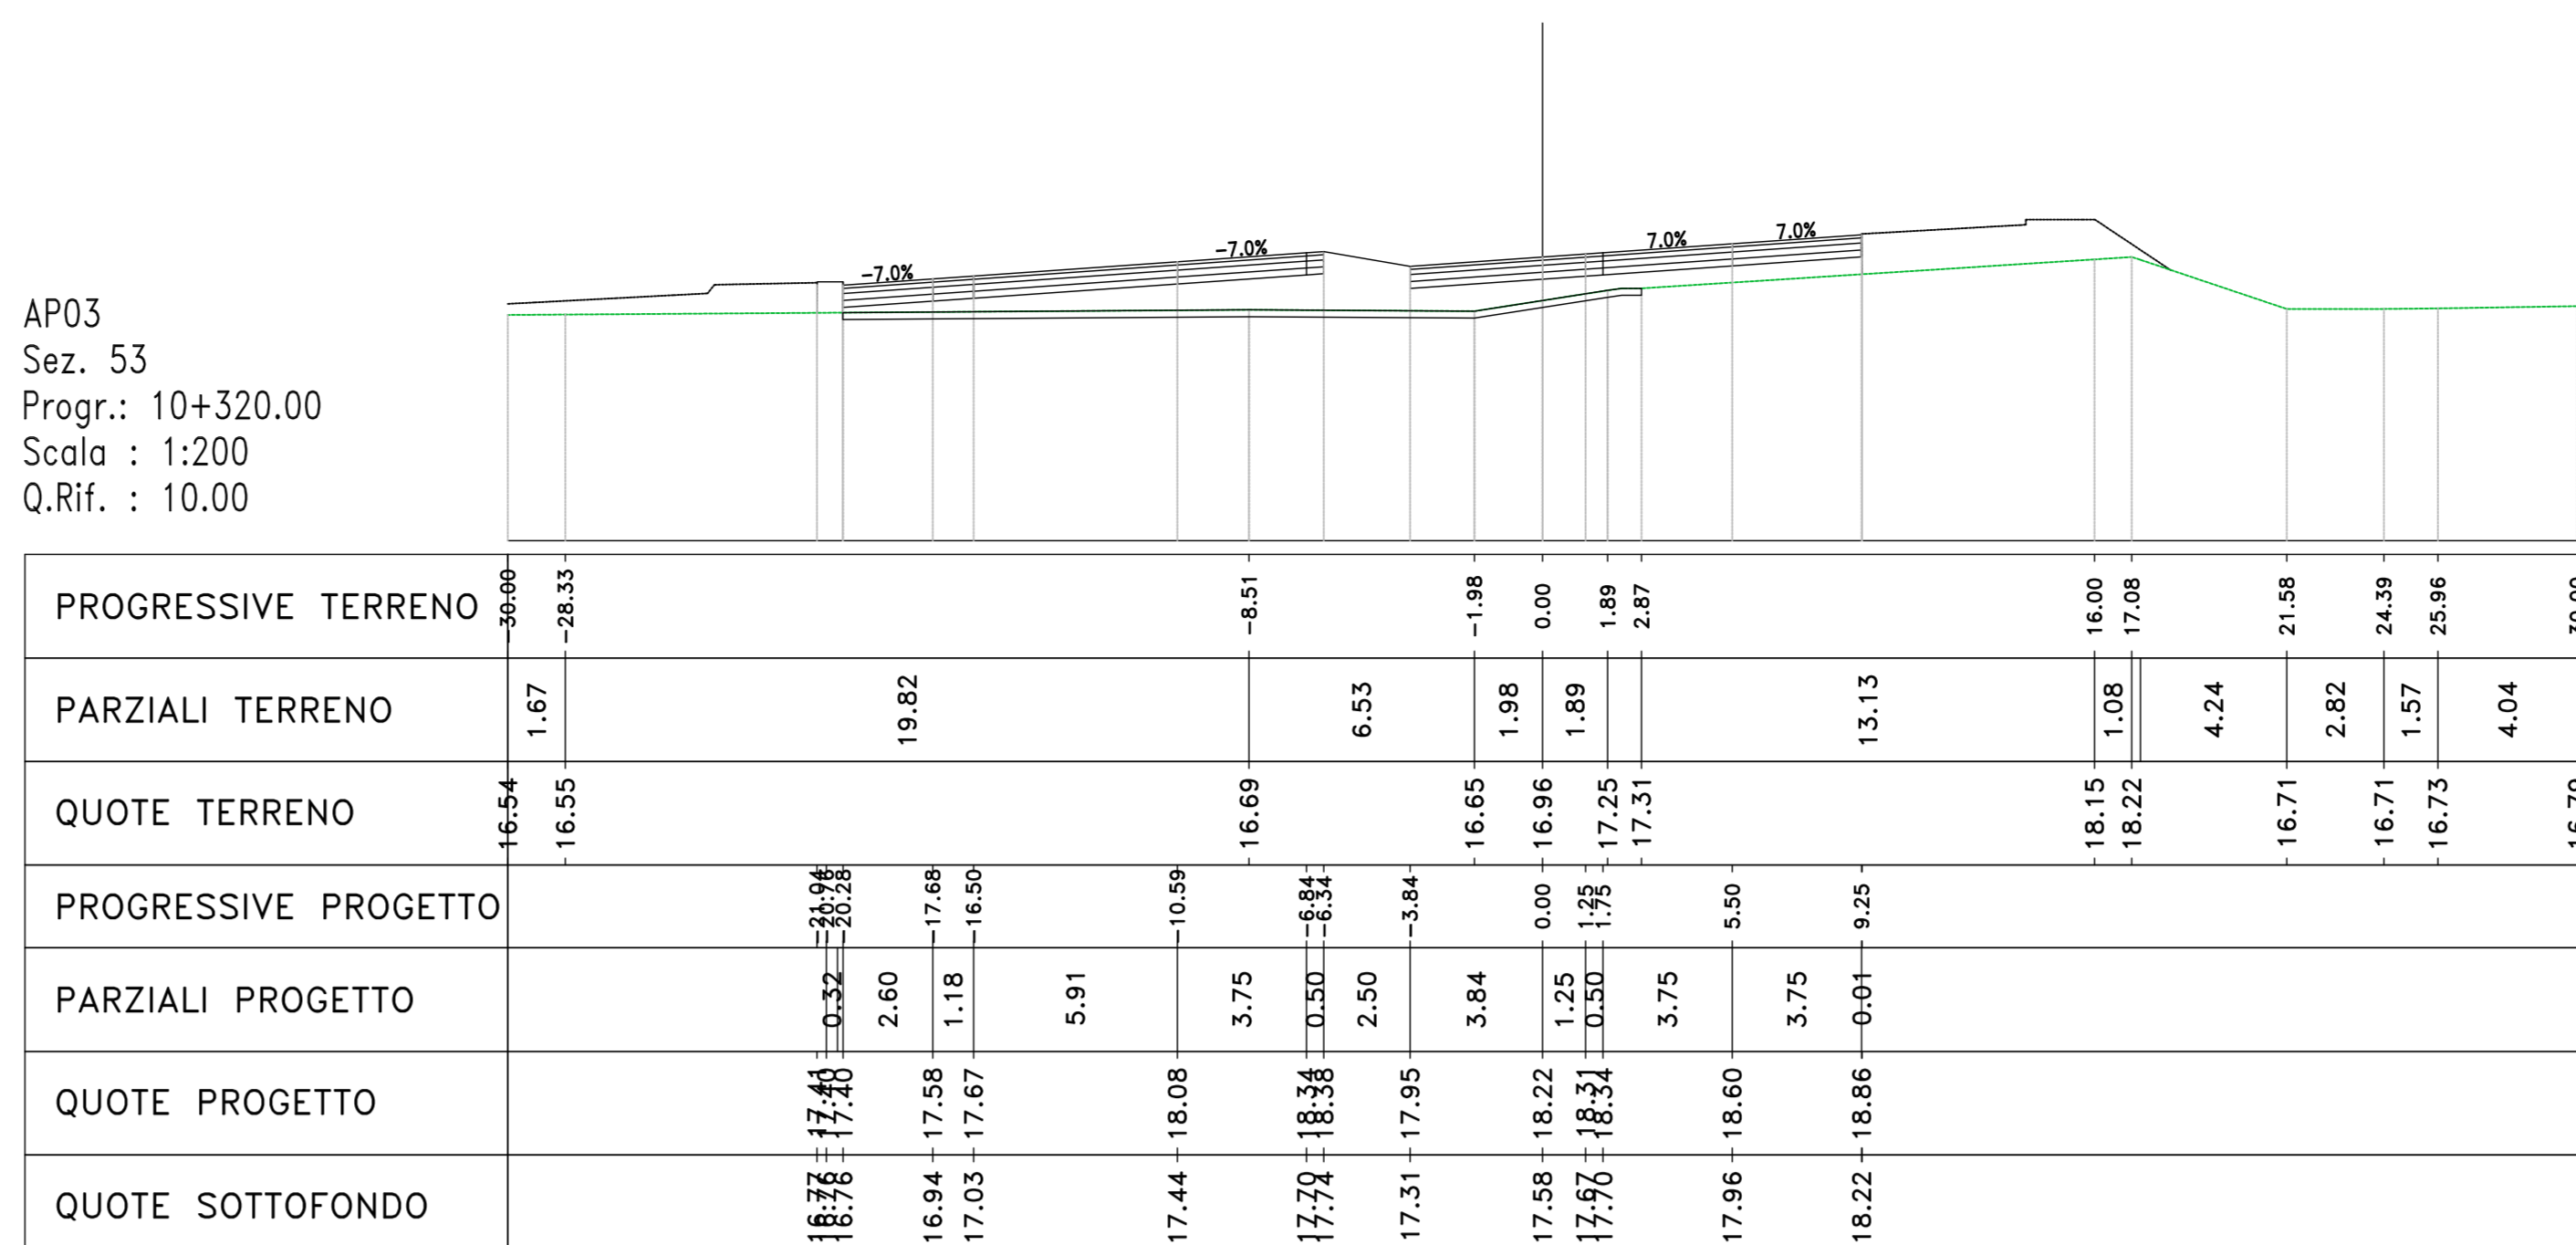 -7.0%
-7.0%
7.0%
7.0%
AP03
Sez. 53
Progr.: 10+320.00
Scala : 1:200
Q.Rif. : 10.00
PROGRESSIVE TERRENO -30.00 -28.33 -8.51 -1.98 0.00 1.89 2.87 16.00 17.08 21.58 24.39 25.96
PARZIALI TERRENO 1.67 19.82 6.53 1.98 1.89 13.13 1.08 4.24 2.82 1.57 4.04
QUOTE TERRENO 16.54 16.55 16.69 16.65 16.96 17.25 17.31 18.15 18.22 16.71 16.71 16.73
PROGRESSIVE PROGETTO -21.04 -20.28 -17.68 -16.50 -10.59 -6.84 -6.34 -3.84 0.00 1.25 1.75 5.50 9.25
PARZIALI PROGETTO 0.32 2.60 1.18 5.91 3.75 0.50 2.50 3.84 1.25 0.50 3.75 3.75 0.01
QUOTE PROGETTO 17.41 17.40 17.40 17.58 17.67 18.08 18.34 18.38 17.95 18.22 18.31 18.34 18.60 18.86
QUOTE SOTTOFONDO 16.77 16.76 16.76 16.94 17.03 17.44 17.70 17.74 17.31 17.58 17.67 17.70 17.96 18.22